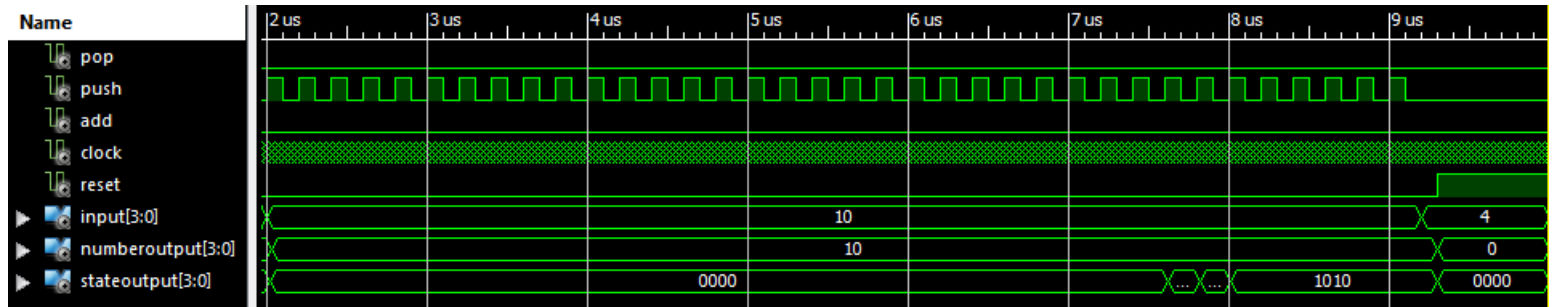 Name 2 us 3 us 4 us 5 us 6 us 7 us 8 us 9 us
pop
push
add
clock
reset
input[3:0] 10 4
numberoutput[3:0] 10 0
stateoutput[3:0] 0000 ... ... 1010 0000